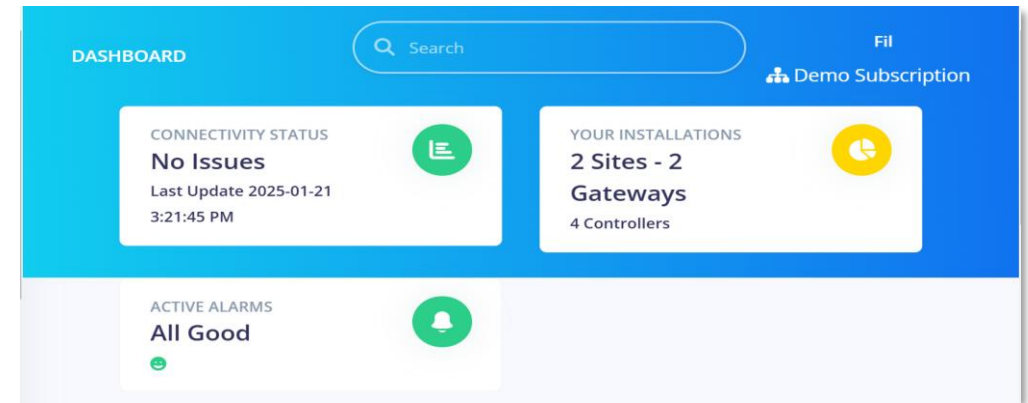 DASHBOARD
Search
Fil
Demo Subscription
CONNECTIVITY STATUS
No Issues
Last Update 2025-01-21
3:21:45 PM
YOUR INSTALLATIONS
2 Sites - 2
Gateways
4 Controllers
ACTIVE ALARMS
All Good